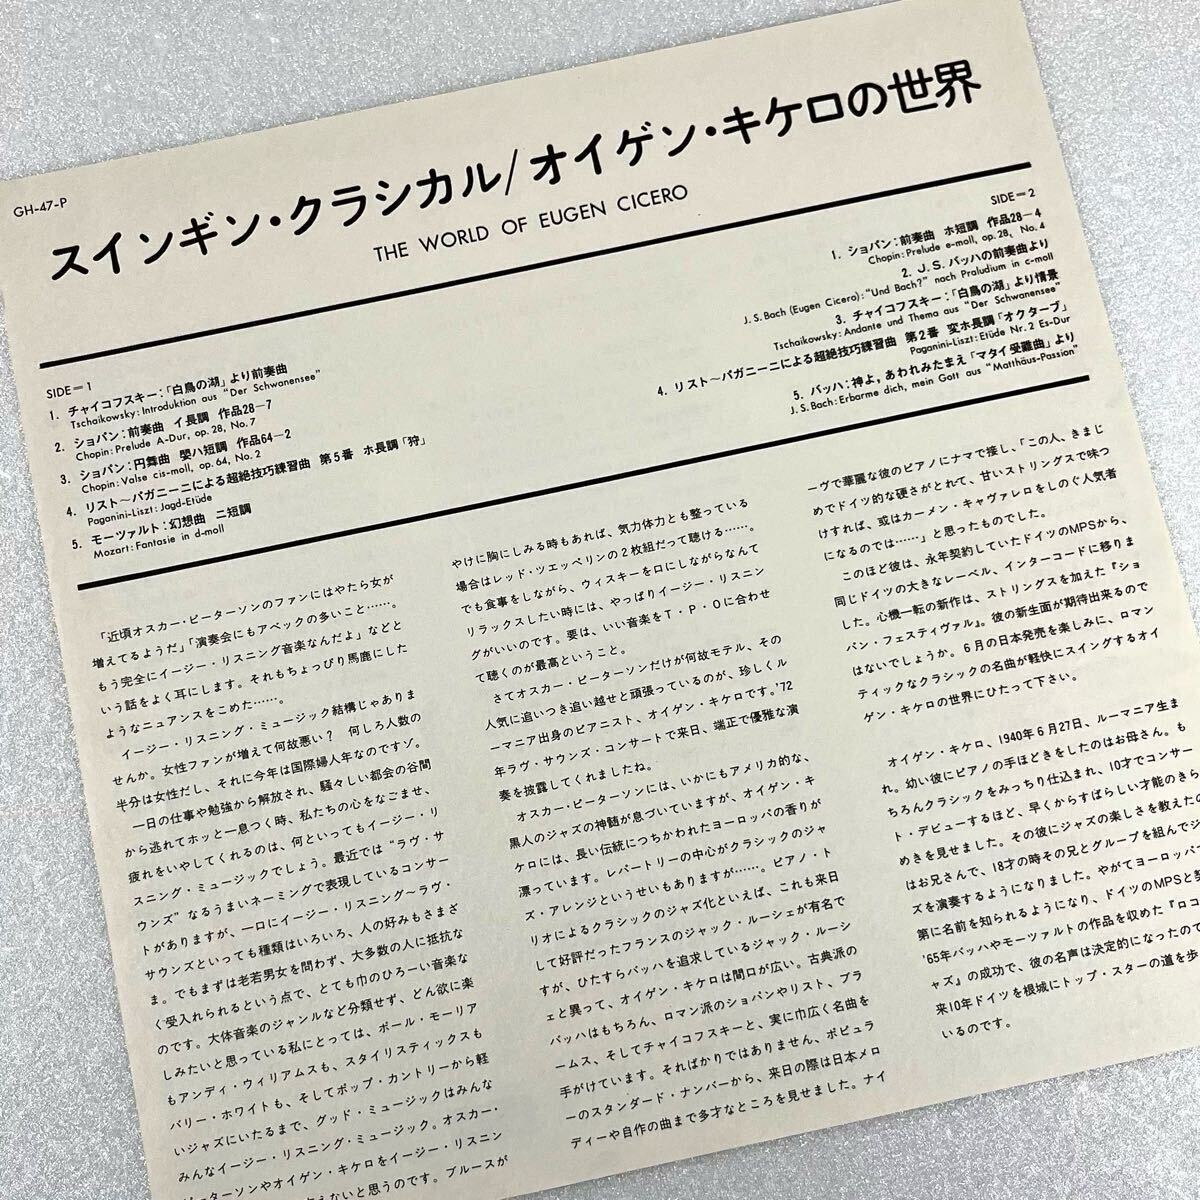 GH-47-P
スインギン・クラシカル/オイゲン・キケロの世界
THE WORLD OF EUGEN CICERO
SIDE=1
1. チャイコフスキー:「白鳥の湖」より前奏曲
Tschaikowsky: Introduktion aus "Der Schwanensee"
2. ショパン:前奏曲 イ長調 作品28-7
Chopin: Prelude A-Dur, op. 28, No. 7
3. ショパン:円舞曲 嬰ハ短調 作品64-2
Chopin: Valse cis-moll, op. 64, No. 2
4. リスト〜パガニーニによる超絶技巧練習曲 第5番 ホ長調「狩」
Paganini-Liszt: Jagd-Etüde
5. モーツァルト:幻想曲 ニ短調
Mozart: Fantasie in d-moll
SIDE=2
1. ショパン:前奏曲 ホ短調 作品28-4
Chopin: Prelude e-moll, op. 28, No. 4
2. J. S. バッハの前奏曲より
J. S. Bach (Eugen Cicero): "Und Bach?" nach Praludium in c-moll
3. チャイコフスキー:「白鳥の湖」より情景
Tschaikowsky: Andante und Thema aus "Der Schwanensee"
4. リスト〜パガニーニによる超絶技巧練習曲 第2番 変ホ長調「オクターブ」
Paganini-Liszt: Etüde Nr. 2 Es-Dur
5. バッハ:神よ,あわれみたまえ「マタイ受難曲」より
J. S. Bach: Erbarme dich, mein Gott aus "Matthäus-Passion"
「近頃オスカー・ピーターソンのファンにはやたら女が
増えてるようだ」「演奏会にもアベックの多いこと……。
もう完全にイージー・リスニング音楽なんだよ」などと
いう話をよく耳にします。それもちょっぴり馬鹿にした
ようなニュアンスをこめた……。
イージー・リスニング・ミュージック結構じゃありま
せんか。女性ファンが増えて何故悪い? 何しろ人数の
半分は女性だし、それに今年は国際婦人年なのですゾ。
一日の仕事や勉強から解放され、騒々しい都会の谷間
から逃れてホッと一息つく時、私たちの心をなごませ、
疲れをいやしてくれるのは、何といってもイージー・リ
スニング・ミュージックでしょう。最近では"ラヴ・サ
ウンズ"なるうまいネーミングで表現しているコンサー
トがありますが、一口にイージー・リスニング〜ラヴ・
サウンズといっても種類はいろいろ、人の好みもさまざ
ま。でもまずは老若男女を問わず、大多数の人に抵抗な
く受入れられるという点で、とても巾のひろーい音楽な
のです。大体音楽のジャンルなど分類せず、どん欲に楽
しみたいと思っている私にとっては、ポール・モーリア
もアンディ・ウィリアムスも、スタイリスティックスも
バリー・ホワイトも、そしてポップ・カントリーから軽
いジャズにいたるまで、グッド・ミュージックはみんな
みんなイージー・リスニング・ミュージック。オスカー・
ピーターソンやオイゲン・キケロをイージー・リスニン
えないと思うのです。ブルースが
やけに胸にしみる時もあれば、気力体力とも整っている
場合はレッド・ツエッペリンの2枚組だって聴ける……。
でも食事をしながら、ウィスキーを口にしながらなんて
リラックスしたい時には、やっぱりイージー・リスニン
グがいいのです。要は、いい音楽をT・P・Oに合わせ
て聴くのが最高ということ。
さてオスカー・ピーターソンだけが何故モテル、その
人気に追いつき追い越せと頑張っているのが、珍しくル
ーマニア出身のピアニスト、オイゲン・キケロです。'72
年ラヴ・サウンズ・コンサートで来日、端正で優雅な演
奏を披露してくれましたね。
オスカー・ピーターソンには、いかにもアメリカ的な、
黒人のジャズの神髄が息づいていますが、オイゲン・キ
ケロには、長い伝統につちかわれたヨーロッパの香りが
漂っています。レパートリーの中心がクラシックのジャ
ズ・アレンジというせいもありますが……。ピアノ・ト
リオによるクラシックのジャズ化といえば、これも来日
して好評だったフランスのジャック・ルーシェが有名で
すが、ひたすらバッハを追求しているジャック・ルーシ
ェと異って、オイゲン・キケロは間口が広い。古典派の
バッハはもちろん、ロマン派のショパンやリスト、ブラ
ームス、そしてチャイコフスキーと、実に巾広く名曲を
手がけています。そればかりではありません、ポピュラ
ーのスタンダード・ナンバーから、来日の際は日本メロ
ディーや自作の曲まで多才なところを見せました。ナイ
ーヴで華麗な彼のピアノにナマで接し、「この人、きまじ
めでドイツ的な硬さがとれて、甘いストリングスで味つ
けすれば、或はカーメン・キャヴァレロをしのぐ人気者
になるのでは……」と思ったものでした。
このほど彼は、永年契約していたドイツのMPSから、
同じドイツの大きなレーベル、インターコードに移りま
した。心機一転の新作は、ストリングスを加えた『ショ
パン・フェスティヴァル』。彼の新生面が期待出来るので
はないでしょうか。6月の日本発売を楽しみに、ロマン
ティックなクラシックの名曲が軽快にスイングするオイ
ゲン・キケロの世界にひたって下さい。
オイゲン・キケロ、1940年6月27日、ルーマニア生ま
れ。幼い彼にピアノの手ほどきをしたのはお母さん。も
ちろんクラシックをみっちり仕込まれ、10才でコンサー
ト・デビューするほど、早くからすばらしい才能のきら
めきを見せました。その彼にジャズの楽しさを教えたの
はお兄さんで、18才の時その兄とグループを組んでジ
ズを演奏するようになりました。やがてヨーロッパで
第に名前を知られるようになり、ドイツのMPSと契
'65年バッハやモーツァルトの作品を収めた『ロコ
ャズ』の成功で、彼の名声は決定的になったので
来10年ドイツを根城にトップ・スターの道を歩
いるのです。